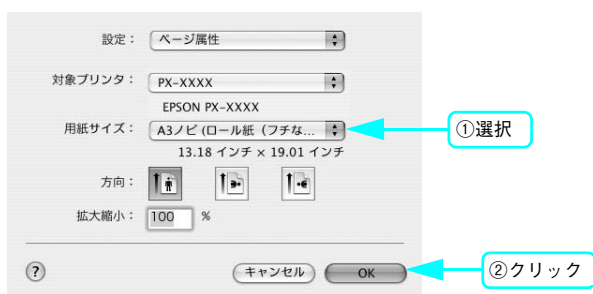 設定： ページ属性
対象プリンタ： PX-XXXX
EPSON PX-XXXX
用紙サイズ： A3ノビ (ロール紙（フチな... ①選択
13.18 インチ × 19.01 インチ
方向：
拡大縮小： 100 %
? キャンセル OK ②クリック